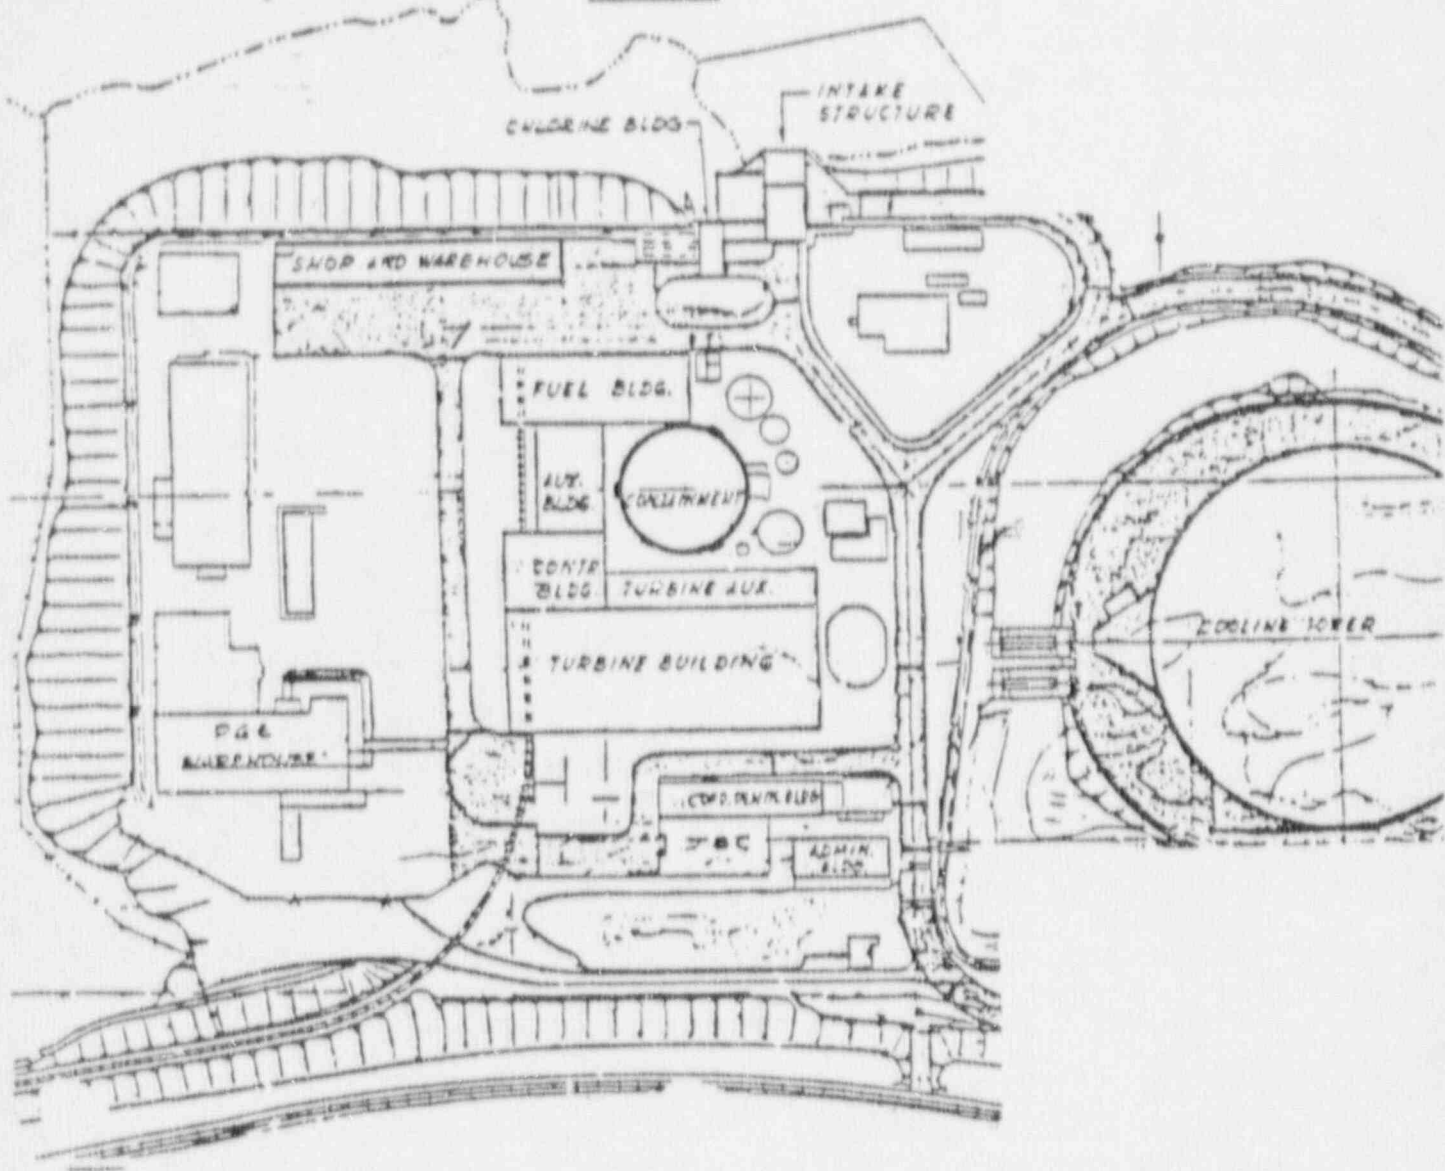 INTAKE
STRUCTURE
CHLORINE BLDG
SHOP AND WAREHOUSE
FUEL BLDG.
AUX.
BLDG.
CONTAINMENT
CONTR
BLDG.
TURBINE AUX.
COOLING TOWER
TURBINE BUILDING
PGE
WAREHOUSE
ADMIN.
BLDG